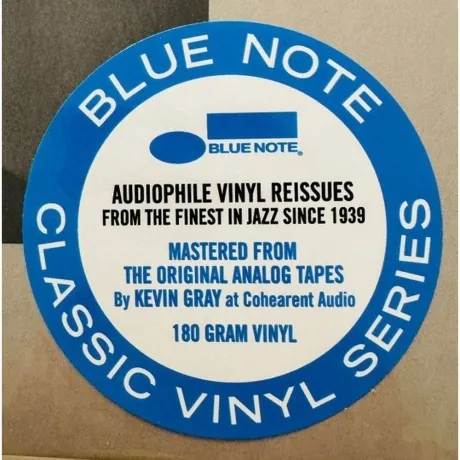 BLUE NOTE
BLUE NOTE®
AUDIOPHILE VINYL REISSUES
FROM THE FINEST IN JAZZ SINCE 1939
MASTERED FROM
THE ORIGINAL ANALOG TAPES
By KEVIN GRAY at Cohearent Audio
180 GRAM VINYL
CLASSIC VINYL SERIES